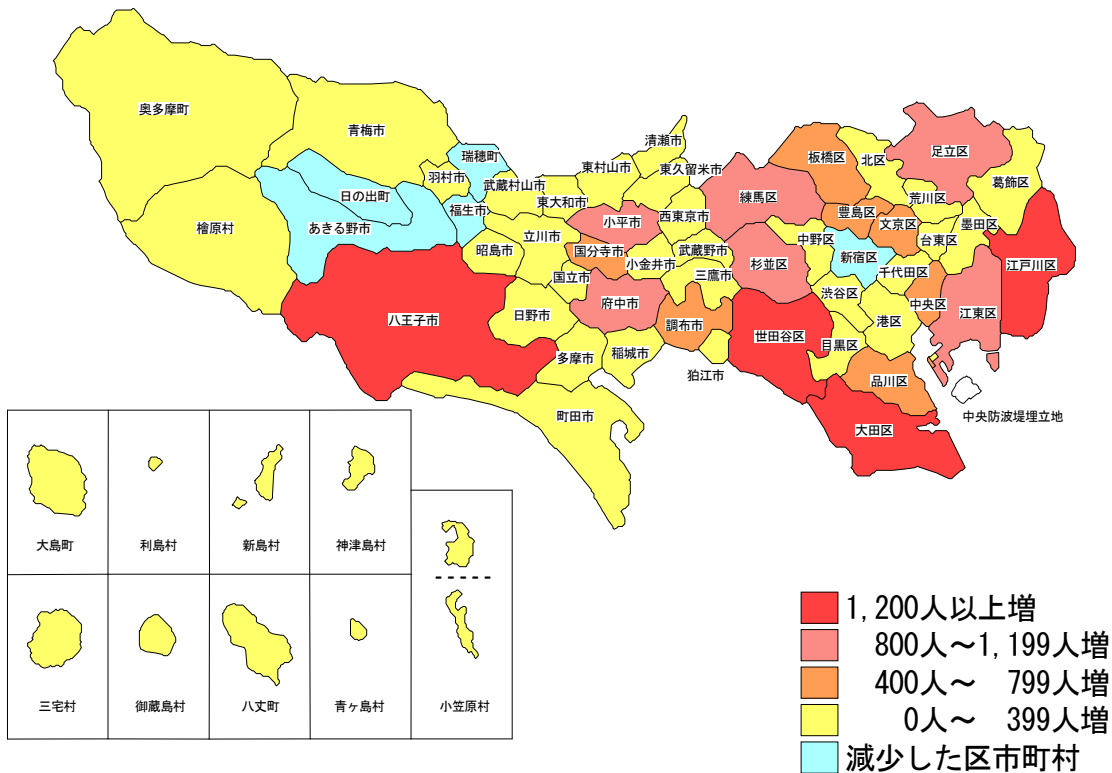 奥多摩町
青梅市
瑞穂町
羽村市
日の出町
あきる野市
福生市
檜原村
武蔵村山市
東大和市
東村山市
清瀬市
東久留米市
西東京市
小平市
立川市
昭島市
国分寺市
国立市
小金井市
武蔵野市
三鷹市
八王子市
日野市
府中市
調布市
多摩市
稲城市
狛江市
町田市
板橋区
北区
足立区
葛飾区
練馬区
豊島区
文京区
荒川区
台東区
墨田区
中野区
新宿区
千代田区
江戸川区
杉並区
渋谷区
中央区
江東区
港区
世田谷区
目黒区
品川区
大田区
中央防波堤埋立地
大島町
利島村
新島村
神津島村
三宅村
御蔵島村
八丈町
青ヶ島村
小笠原村
1,200人以上増
800人～1,199人増
400人～ 799人増
0人～ 399人増
減少した区市町村